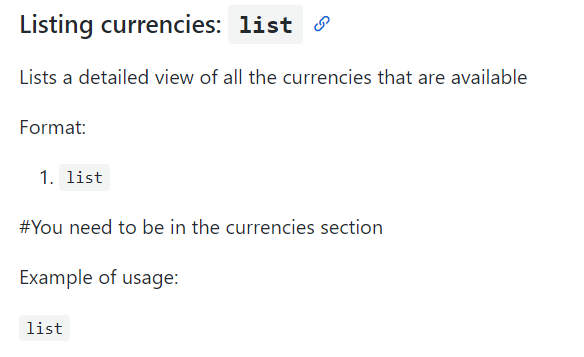 Listing currencies: list
Lists a detailed view of all the currencies that are available
Format:
1. list
#You need to be in the currencies section
Example of usage:
list